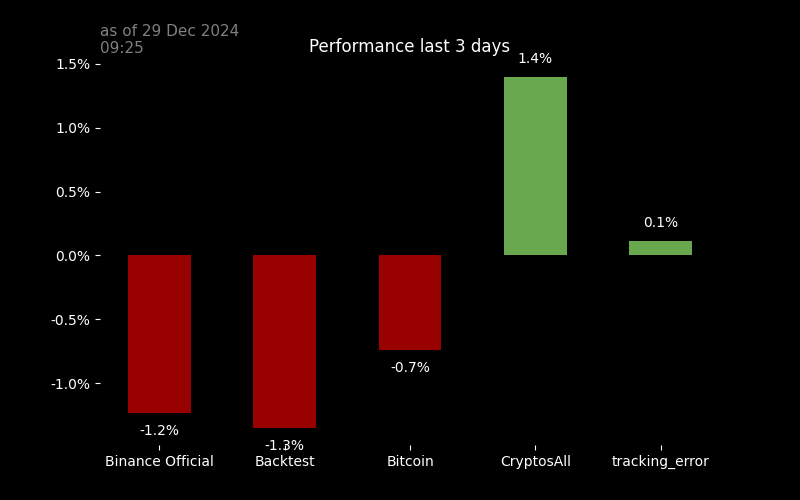 as of 29 Dec 2024
09:25
Performance last 3 days
1.5%
1.0%
0.5%
0.0%
-0.5%
-1.0%
-1.2%
-1.3%
-0.7%
1.4%
0.1%
Binance Official
Backtest
Bitcoin
CryptosAll
tracking_error